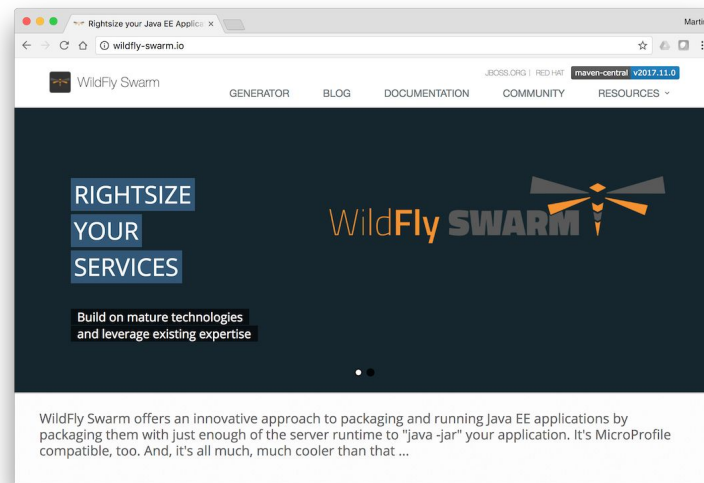 Rightsize your Java EE Applic
Martin
wildfly-swarm.io
JBOSS.ORG | RED HAT maven-central v2017.11.0
WildFly Swarm
GENERATOR BLOG DOCUMENTATION COMMUNITY RESOURCES
RIGHTSIZE
YOUR
SERVICES
WildFly SWARM
Build on mature technologies
and leverage existing expertise
WildFly Swarm offers an innovative approach to packaging and running Java EE applications by
packaging them with just enough of the server runtime to "java -jar" your application. It's MicroProfile
compatible, too. And, it's all much, much cooler than that ...